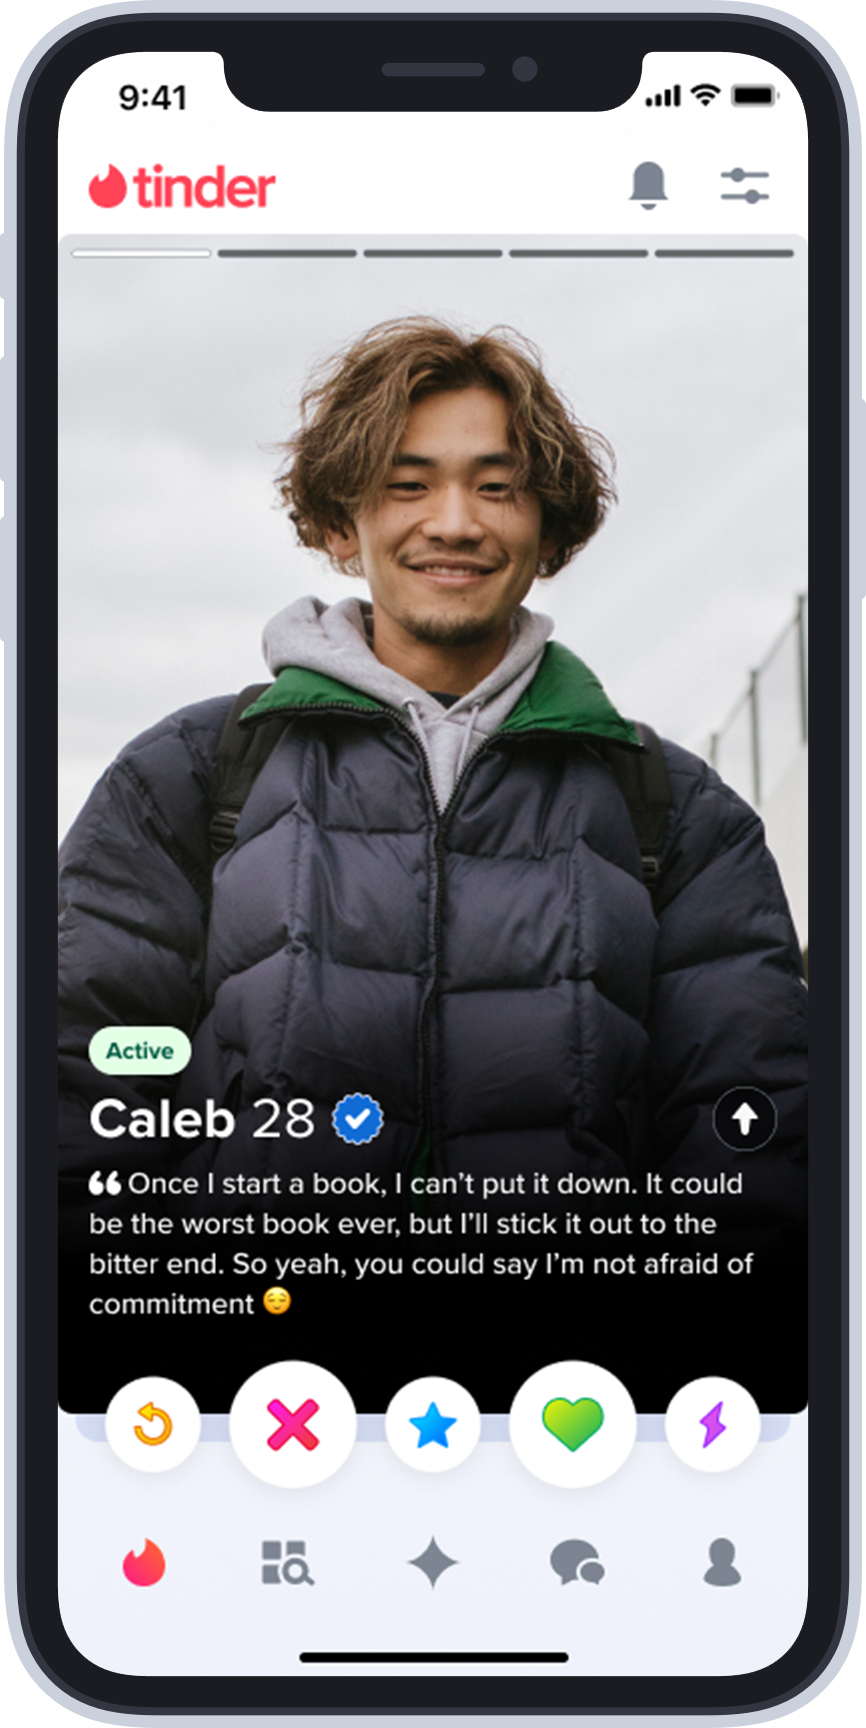 9:41
tinder
Active
Caleb 28
“Once I start a book, I can’t put it down. It could
be the worst book ever, but I’ll stick it out to the
bitter end. So yeah, you could say I’m not afraid of
commitment 😌